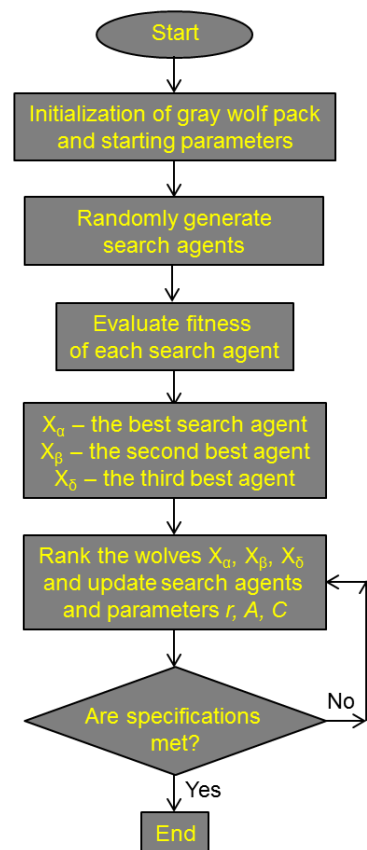 Start
Initialization of gray wolf pack
and starting parameters
Randomly generate
search agents
Evaluate fitness
of each search agent
Xα – the best search agent
Xβ – the second best agent
Xδ – the third best agent
Rank the wolves Xα, Xβ, Xδ
and update search agents
and parameters r, A, C
Are specifications
met?
No
Yes
End